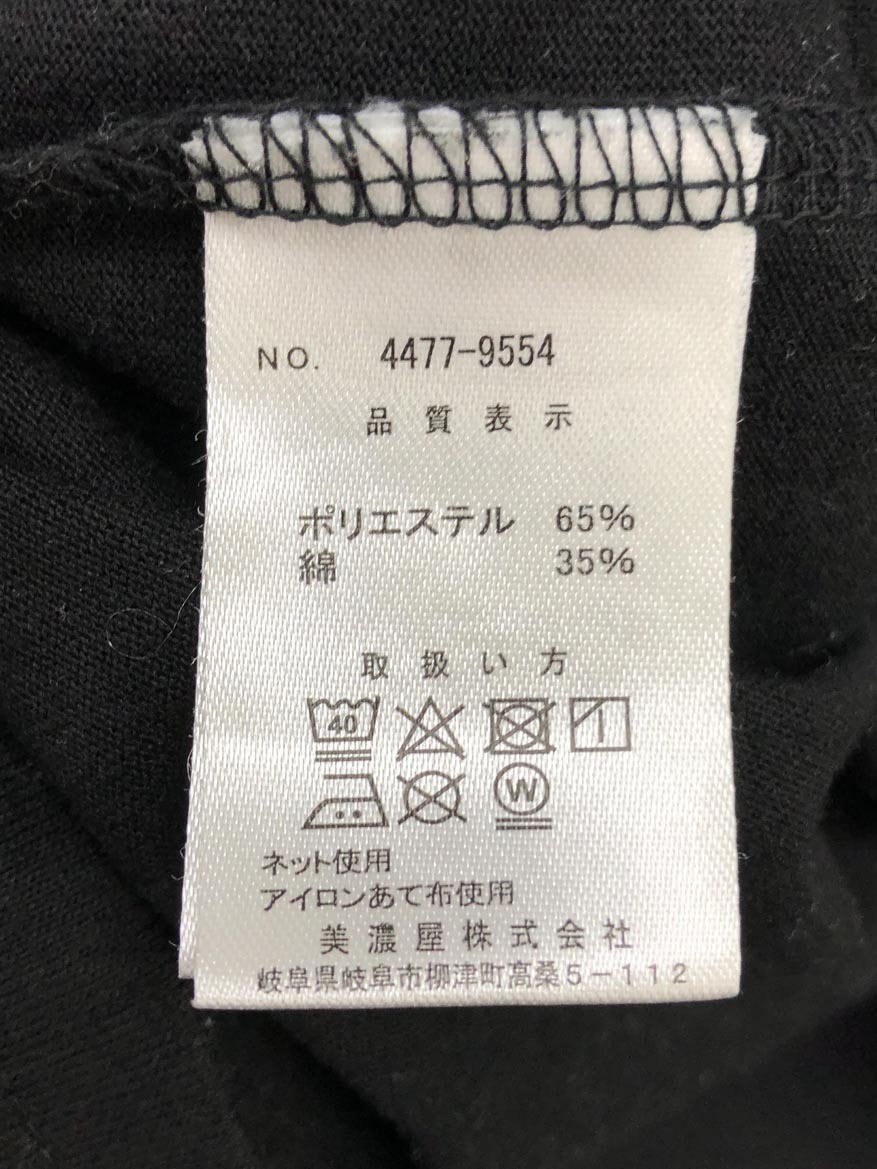 NO. 4477-9554
品質表示
ポリエステル 65%
綿 35%
取扱い方
40
W
ネット使用
アイロンあて布使用
美濃屋株式会社
岐阜県岐阜市柳津町高桑5-112